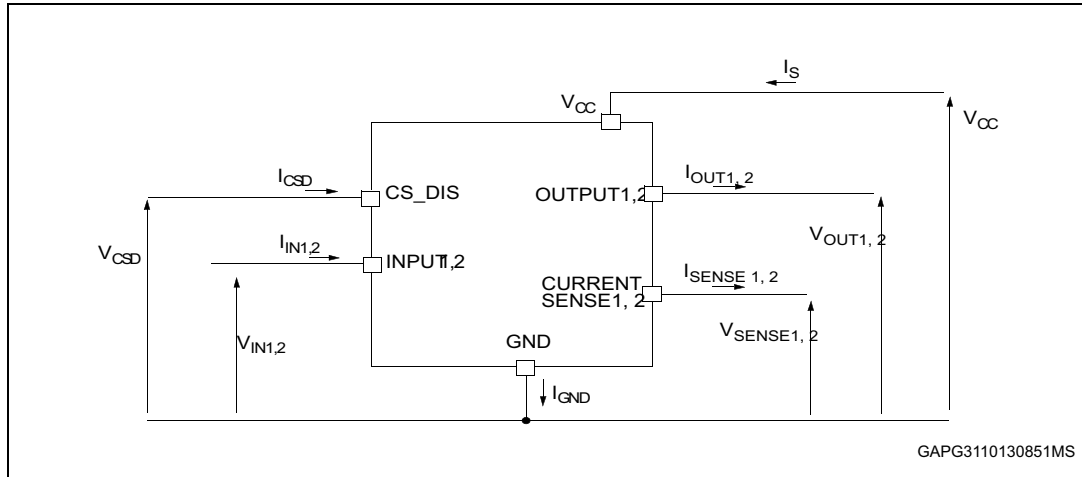 I_S
V_CC
V_CC
I_CSD
CS_DIS
OUTPUT1,2
I_OUT1, 2
V_CSD
I_IN1,2
INPUT1,2
V_OUT1, 2
CURRENT
SENSE1, 2
I_SENSE 1, 2
V_IN1,2
V_SENSE1, 2
GND
I_GND
GAPG3110130851MS